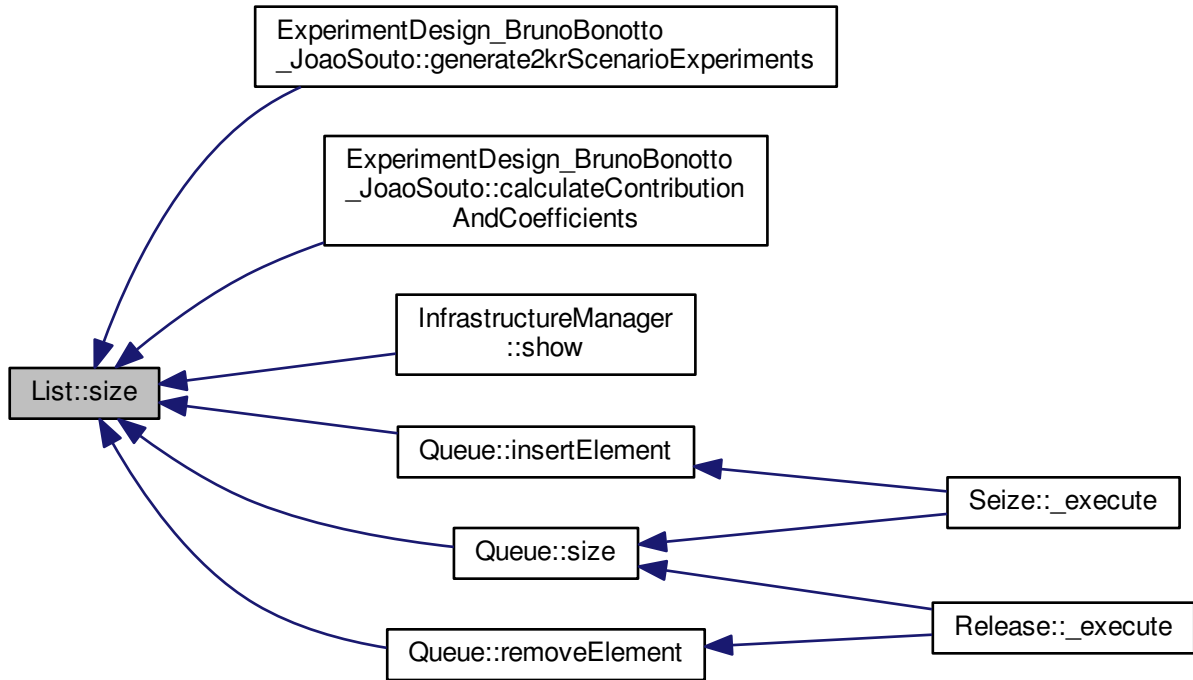 ExperimentDesign_BrunoBonotto
_JoaoSouto::generate2krScenarioExperiments
ExperimentDesign_BrunoBonotto
_JoaoSouto::calculateContribution
AndCoefficients
InfrastructureManager
::show
List::size
Queue::insertElement
Seize::_execute
Queue::size
Release::_execute
Queue::removeElement